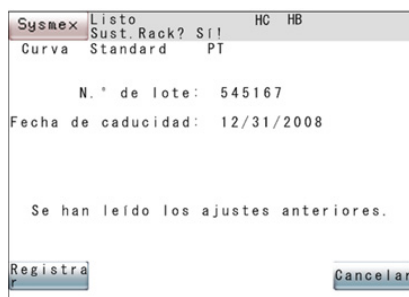 Sysmex Listo HC HB
Sust.Rack? Sí!
Curva Standard PT
N.° de lote: 545167
Fecha de caducidad: 12/31/2008
Se han leído los ajustes anteriores.
Registra
r
Cancelar